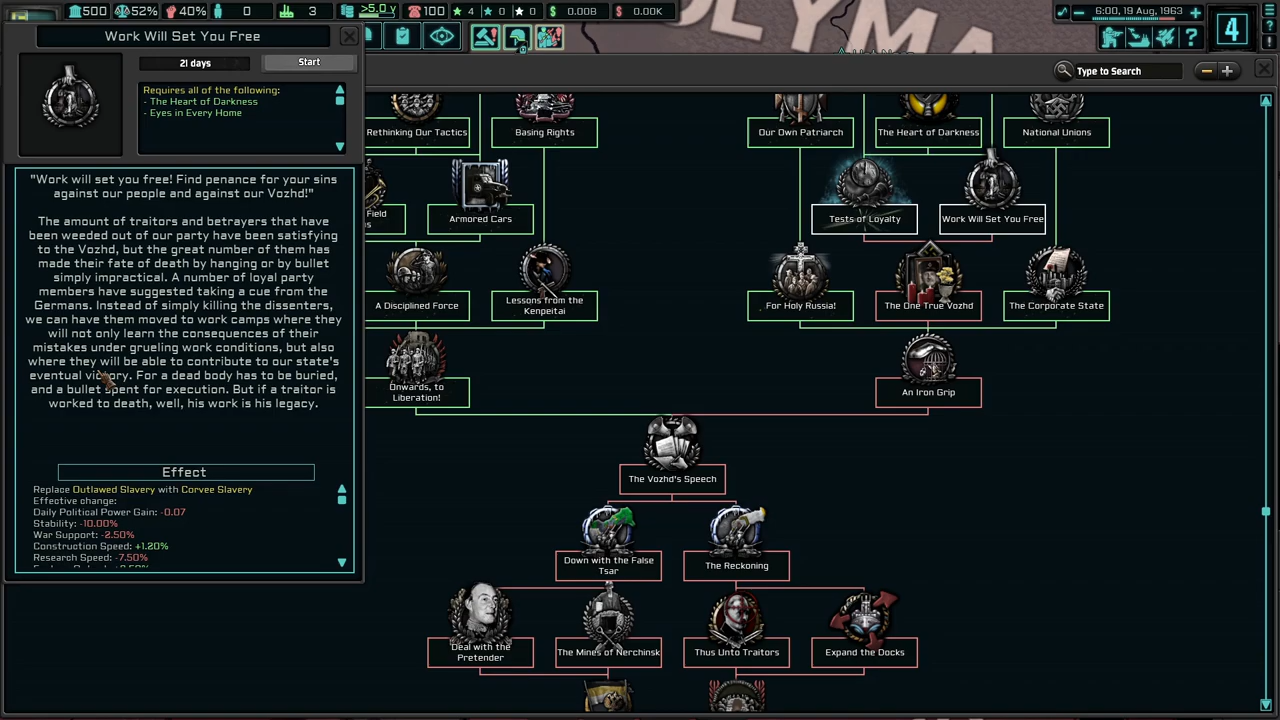 500 52% 40% 0 3 >5.0 y 100 4 0 0 0.00B 0.00K
6:00, 19 Aug, 1963
4
OLYMA
Work Will Set You Free
21 days
Start
Requires all of the following:
- The Heart of Darkness
- Eyes in Every Home
"Work will set you free! Find penance for your sins
against our people and against our Vozhd!"
The amount of traitors and betrayers that have
been weeded out of our party have been satisfying
to the Vozhd, but the great number of them has
made their fate of death by hanging or by bullet
simply impractical. A number of loyal party
members have suggested taking a cue from the
Germans. Instead of simply killing the dissenters,
we can have them moved to work camps where they
will not only learn the consequences of their
mistakes under grueling work conditions, but also
where they will be able to contribute to our state's
eventual victory. For a dead body has to be buried,
and a bullet spent for execution. But if a traitor is
worked to death, well, his work is his legacy.
Effect
Replace Outlawed Slavery with Corvee Slavery
Effective change:
Daily Political Power Gain: -0.07
Stability: -10.00%
War Support: -2.50%
Construction Speed: +1.20%
Research Speed: -7.50%
Type to Search
Rethinking Our Tactics
Basing Rights
Our Own Patriarch
The Heart of Darkness
National Unions
Field
Armored Cars
Tests of Loyalty
Work Will Set You Free
A Disciplined Force
Lessons from the
Kenpeitai
For Holy Russia!
The One True Vozhd
The Corporate State
Onwards, to
Liberation!
An Iron Grip
The Vozhd's Speech
Down with the False
Tsar
The Reckoning
Deal with the
Pretender
The Mines of Nerchinsk
Thus Unto Traitors
Expand the Docks